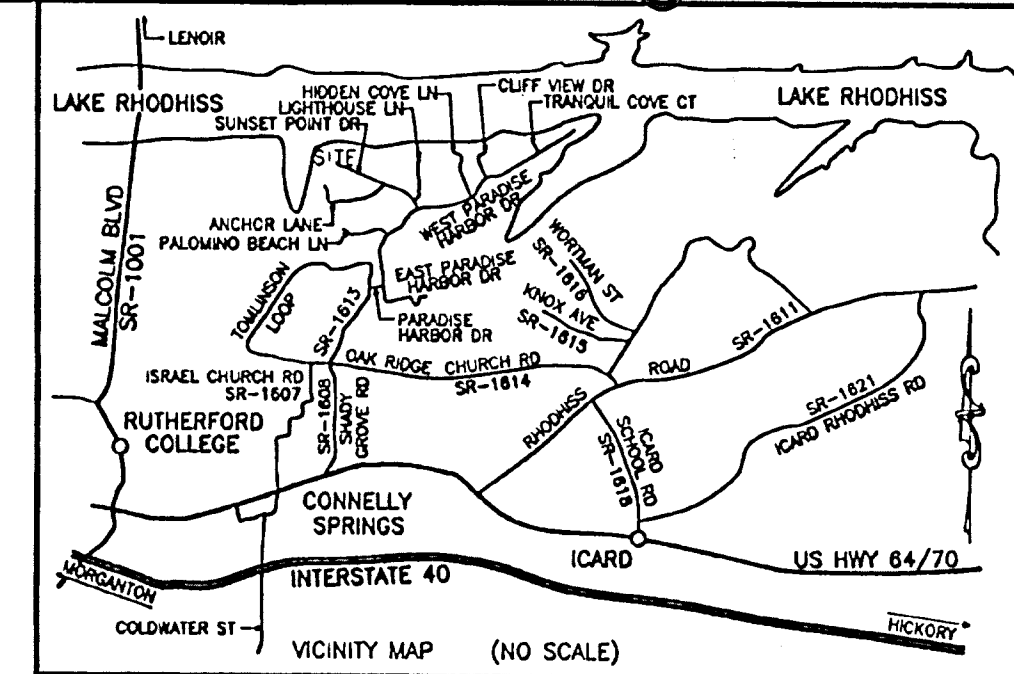 LENOIR
LAKE RHODHISS
HIDDEN COVE LN
LIGHTHOUSE LN
SUNSET POINT DR
CLIFF VIEW DR
TRANQUIL COVE CT
LAKE RHODHISS
SITE
ANCHOR LANE
PALOMINO BEACH LN
WEST PARADISE
HARBOR DR
MALCOLM BLVD
SR-1001
TOMLINSON
LOOP
SR-1613
EAST PARADISE
HARBOR DR
PARADISE
HARBOR DR
WORTMAN ST
SR-1616
KNOX AVE
SR-1615
ISRAEL CHURCH RD
SR-1607
OAK RIDGE CHURCH RD
SR-1614
RHODHISS
ROAD
SR-1611
SR-1608
SHADY
GROVE RD
RUTHERFORD
COLLEGE
ICARD
SCHOOL RD
SR-1618
SR-1621
ICARD RHODHISS RD
CONNELLY
SPRINGS
ICARD
US HWY 64/70
INTERSTATE 40
MORGANTON
HICKORY
COLDWATER ST
VICINITY MAP (NO SCALE)